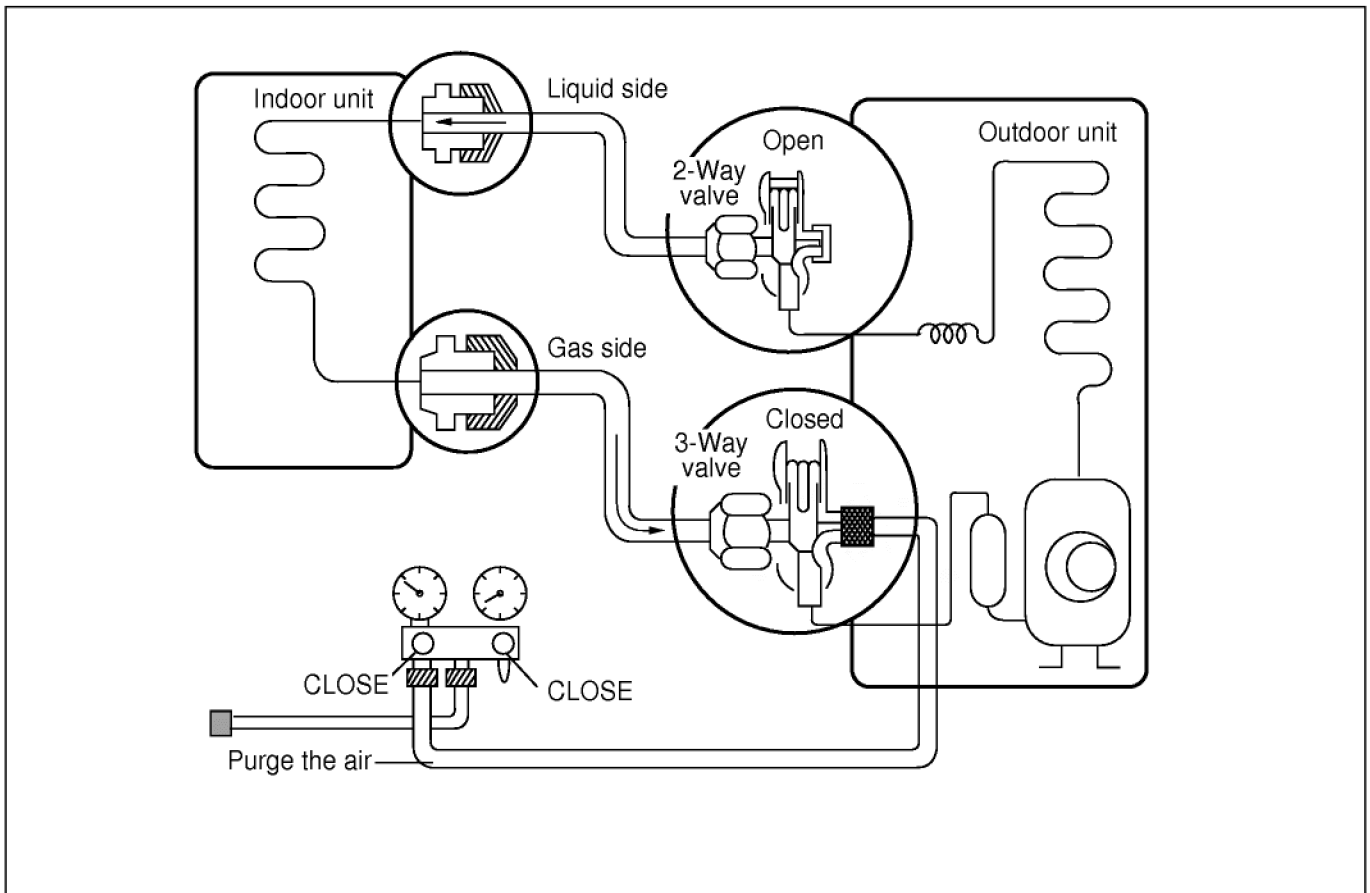 Indoor unit
Liquid side
Open
2-Way
valve
Outdoor unit
Gas side
Closed
3-Way
valve
CLOSE
CLOSE
Purge the air